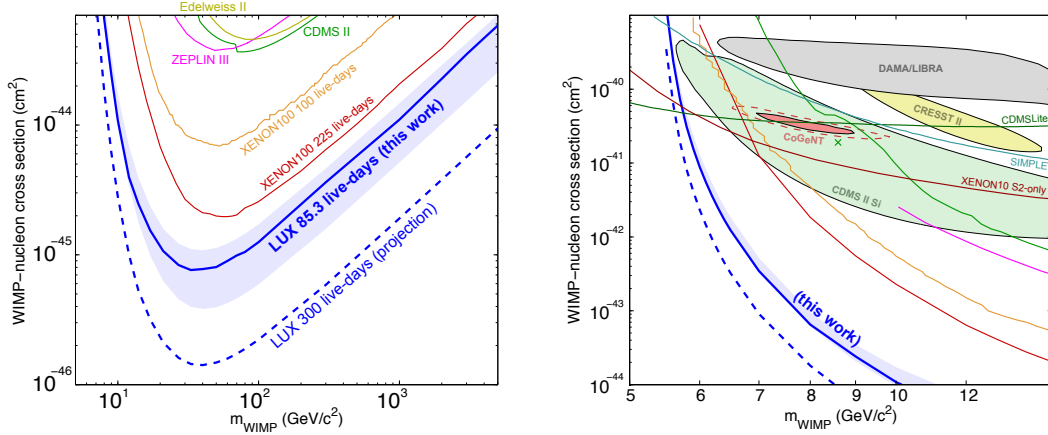 Edelweiss II
CDMS II
ZEPLIN III
XENON100 100 live-days
XENON100 225 live-days
LUX 85.3 live-days (this work)
LUX 300 live-days (projection)
WIMP−nucleon cross section (cm²)
10⁻⁴⁴
10⁻⁴⁵
10⁻⁴⁶
10¹ 10² 10³
m_WIMP (GeV/c²)
DAMA/LIBRA
CRESST II
CDMSLite
CoGeNT
SIMPLE
XENON10 S2-only
CDMS II Si
(this work)
WIMP−nucleon cross section (cm²)
10⁻⁴⁰
10⁻⁴¹
10⁻⁴²
10⁻⁴³
10⁻⁴⁴
5 6 7 8 9 10 12
m_WIMP (GeV/c²)